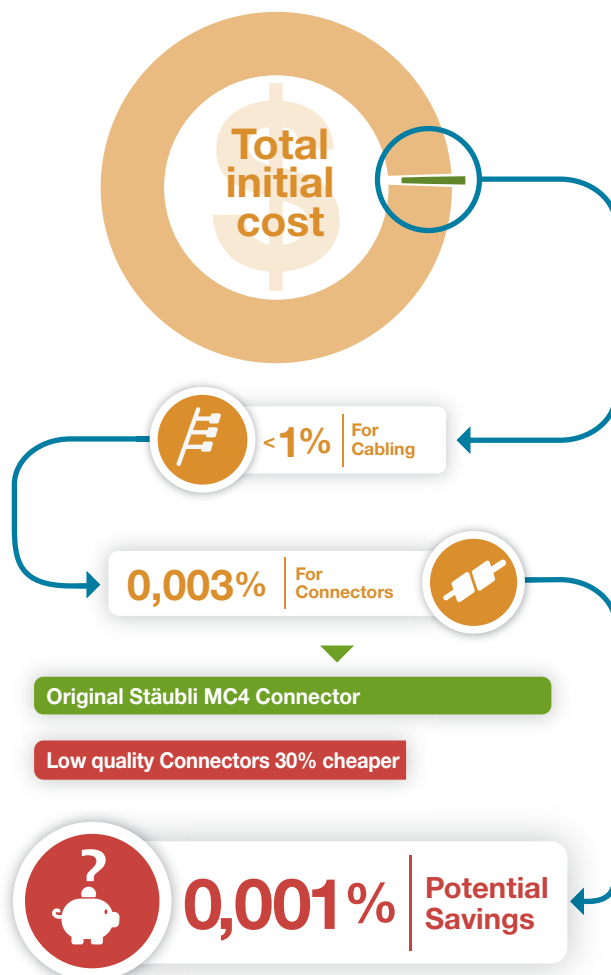 $
Total
initial
cost
<1%
For
Cabling
0,003%
For
Connectors
Original Stäubli MC4 Connector
Low quality Connectors 30% cheaper
?
0,001%
Potential
Savings